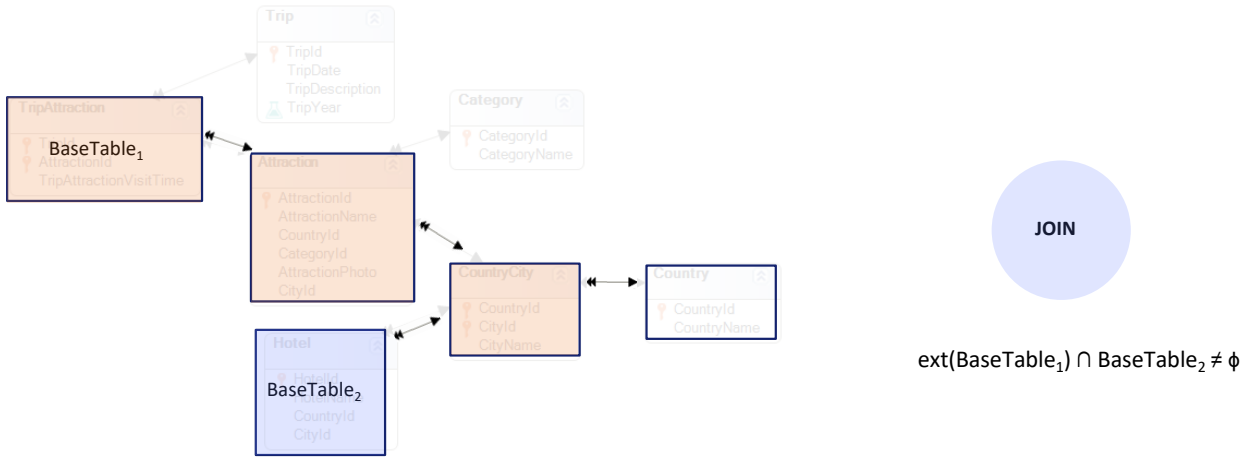 Trip
TripId
TripDate
TripDescription
TripYear
TripAttraction
BaseTable₁
AttractionId
TripAttractionVisitTime
Category
CategoryId
CategoryName
Attraction
AttractionId
AttractionName
CountryId
CategoryId
AttractionPhoto
CityId
CountryCity
CountryId
CityId
CityName
Country
CountryId
CountryName
Hotel
BaseTable₂
CountryId
CityId
JOIN
ext(BaseTable₁) ∩ BaseTable₂ ≠ ϕ